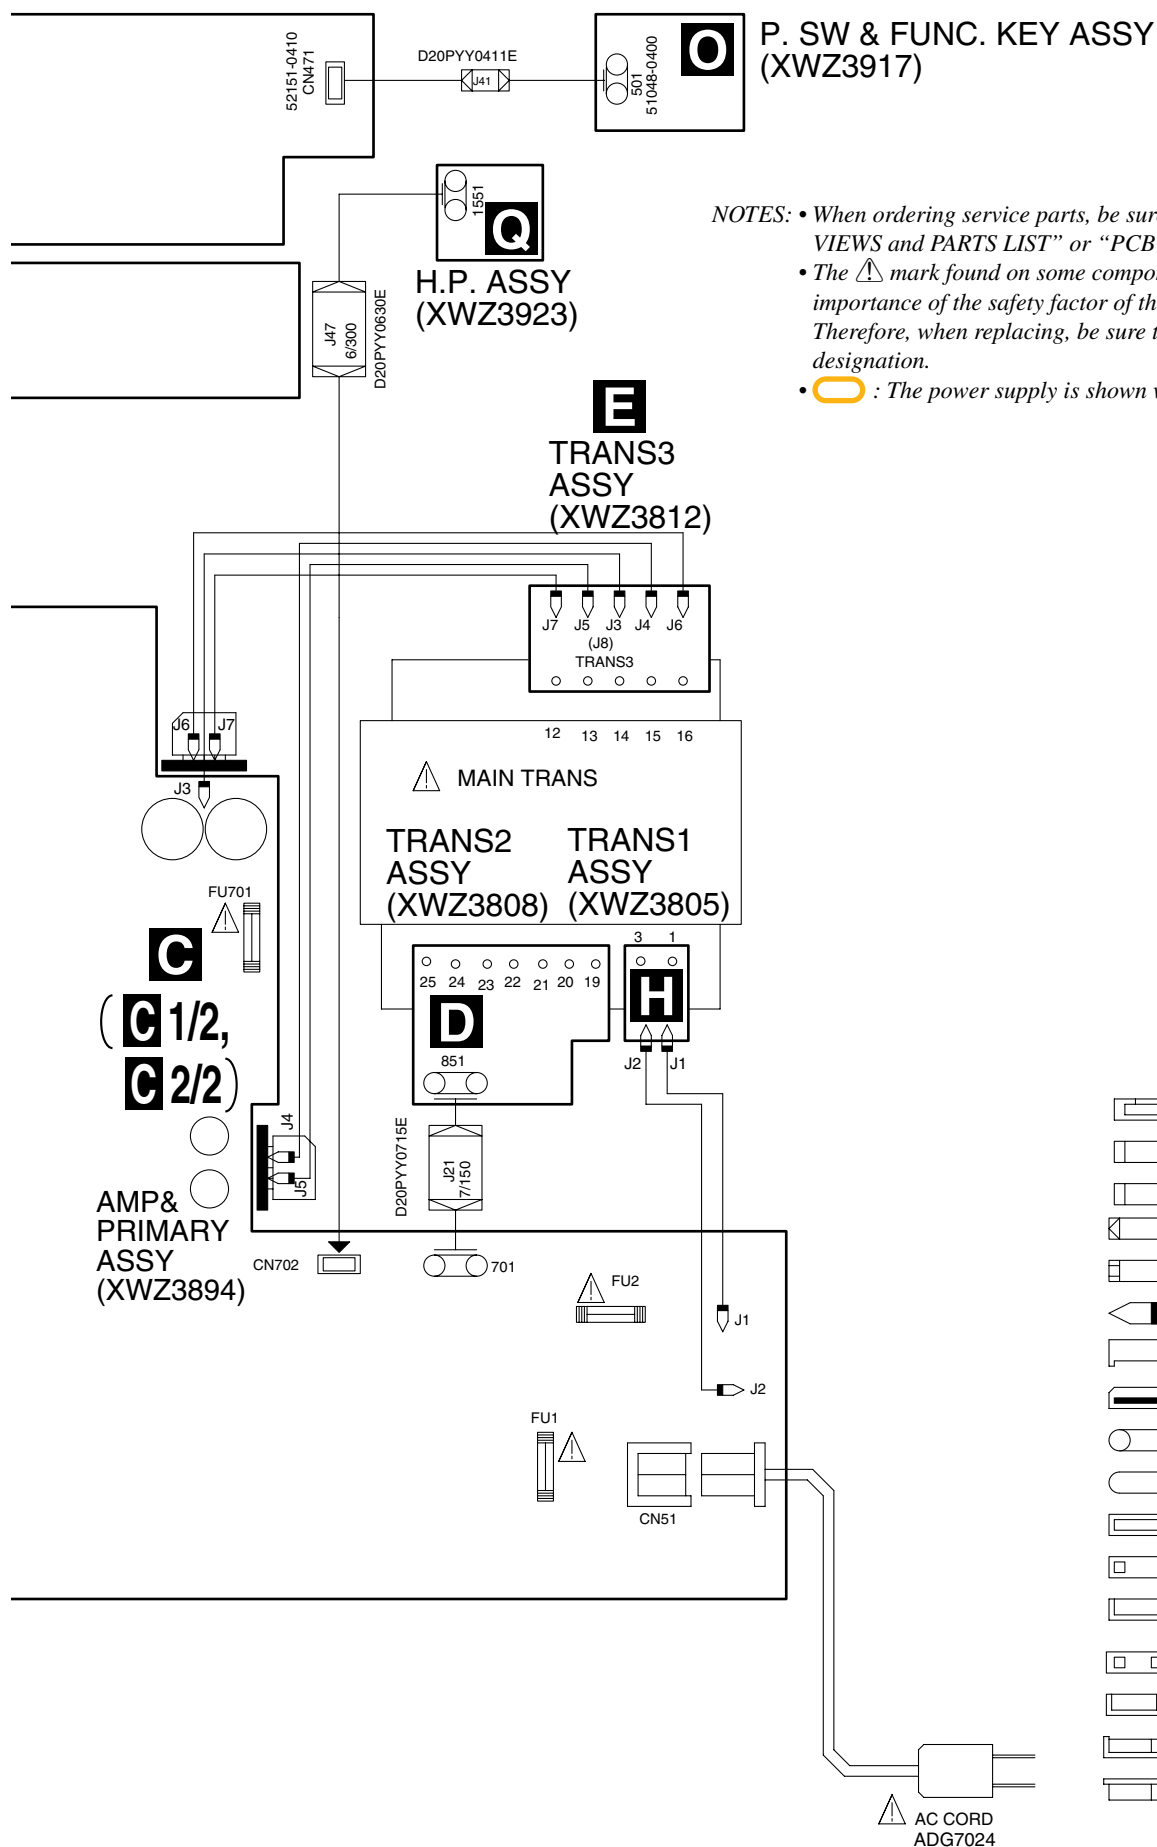 52151-0410
CN471
D20PYY0411E
J41
501
51048-0400
O
P. SW & FUNC. KEY ASSY
(XWZ3917)
1551
Q
H.P. ASSY
(XWZ3923)
J47
6/300
D20PYY0630E
NOTES: • When ordering service parts, be sur
VIEWS and PARTS LIST” or “PCB
• The ⚠ mark found on some compo
importance of the safety factor of th
Therefore, when replacing, be sure t
designation.
• : The power supply is shown
E
TRANS3
ASSY
(XWZ3812)
J7 J5 J3 J4 J6
(J8)
TRANS3
12 13 14 15 16
MAIN TRANS
TRANS2
ASSY
(XWZ3808)
TRANS1
ASSY
(XWZ3805)
J6 J7
J3
FU701
C
( C 1/2,
C 2/2 )
25 24 23 22 21 20 19
D
3 1
H
J2 J1
851
D20PYY0715E
J21
7/150
701
J4
J5
AMP&
PRIMARY
ASSY
(XWZ3894)
CN702
FU2
J1
J2
FU1
CN51
AC CORD
ADG7024